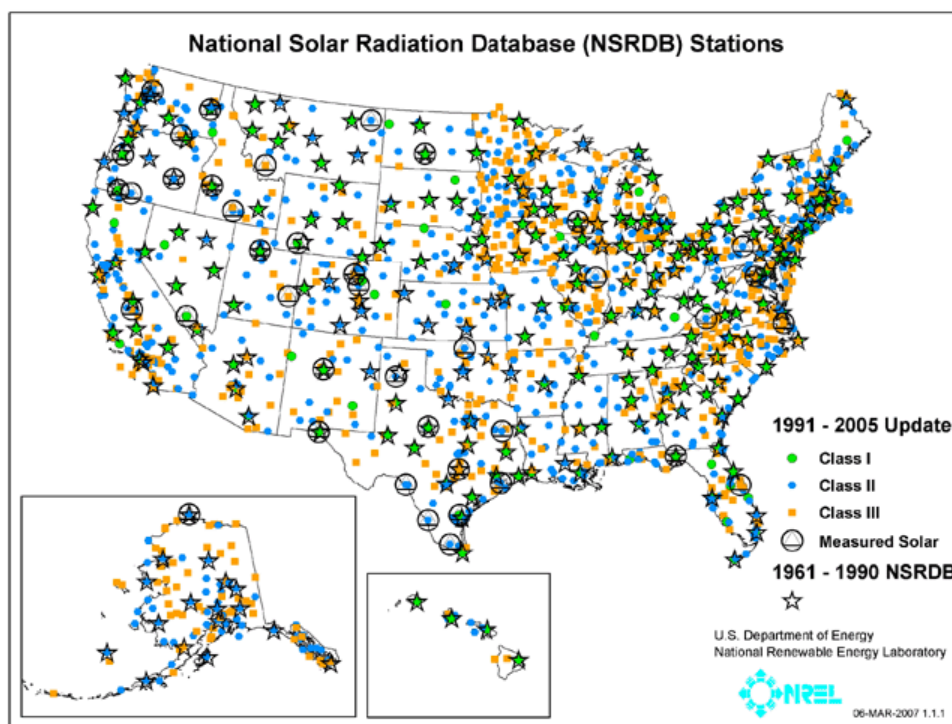 National Solar Radiation Database (NSRDB) Stations
1991 - 2005 Update
Class I
Class II
Class III
Measured Solar
1961 - 1990 NSRDB
U.S. Department of Energy
National Renewable Energy Laboratory
NREL
06-MAR-2007 1.1.1